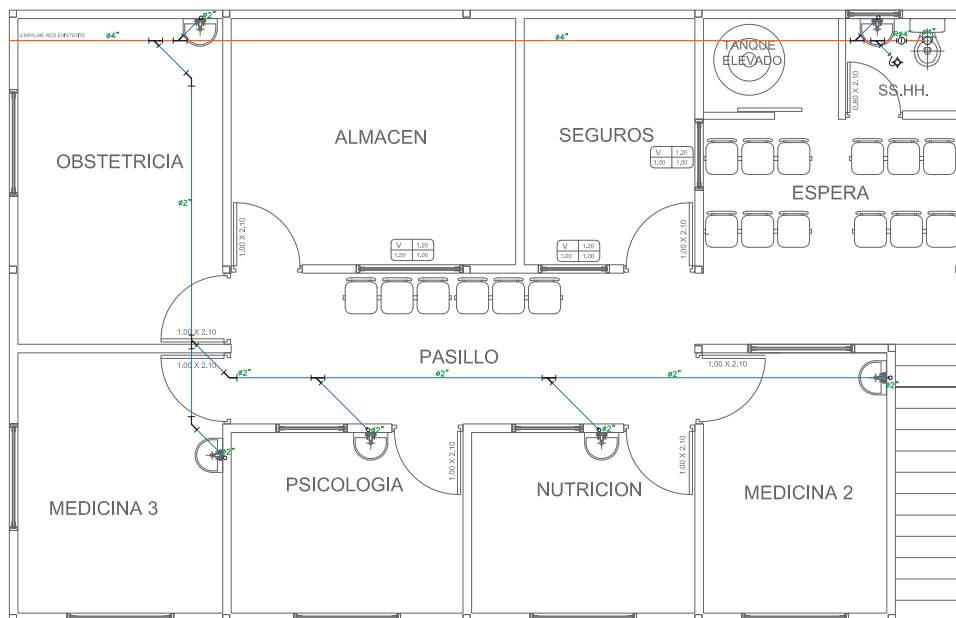 ø2"
EMPALME RED EXISTENTE
ø4"
ø4"
TANQUE
ELEVADO
Rø4"
ø4"
SS.HH.
0.80 X 2.10
ALMACEN
SEGUROS
OBSTETRICIA
V 1,20
1,00 1,00
ESPERA
ø2"
1.00 X 2.10
1.00 X 2.10
V 1,20
1,50 1,00
V 1,20
1,00 1,00
1.00 X 2.10
PASILLO
1.00 X 2.10
1.00 X 2.10
ø2"
ø2"
ø2"
ø2"
ø2"
ø2"
ø2"
1.00 X 2.10
1.00 X 2.10
PSICOLOGIA
NUTRICION
MEDICINA 2
MEDICINA 3